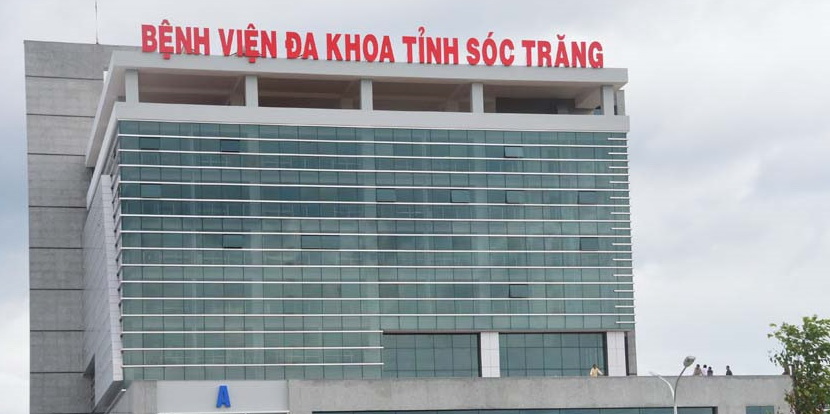 BỆNH VIỆN ĐA KHOA TỈNH SÓC TRĂNG
A